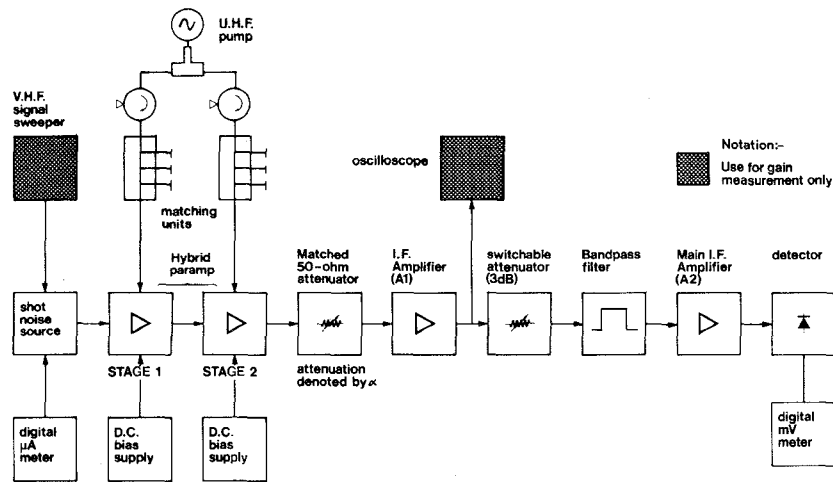 U.H.F.
pump
V.H.F.
signal
sweeper
oscilloscope
Notation:-
Use for gain
measurement only
matching
units
Hybrid
paramp
Matched
50-ohm
attenuator
I.F.
Amplifier
(A1)
switchable
attenuator
(3dB)
Bandpass
filter
Main I.F.
Amplifier
(A2)
detector
shot
noise
source
STAGE 1
STAGE 2
attenuation
denoted by ∝
digital
µA
meter
D.C.
bias
supply
D.C.
bias
supply
digital
mV
meter